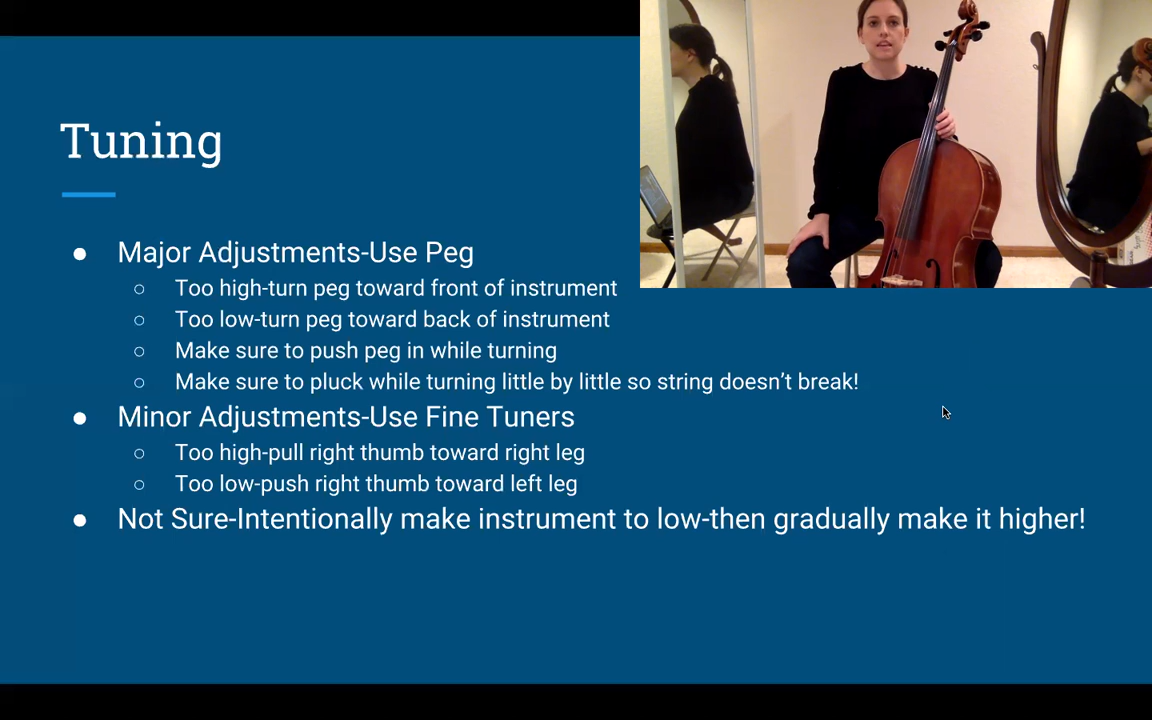 Tuning
● Major Adjustments-Use Peg
○ Too high-turn peg toward front of instrument
○ Too low-turn peg toward back of instrument
○ Make sure to push peg in while turning
○ Make sure to pluck while turning little by little so string doesn’t break!
● Minor Adjustments-Use Fine Tuners
○ Too high-pull right thumb toward right leg
○ Too low-push right thumb toward left leg
● Not Sure-Intentionally make instrument to low-then gradually make it higher!